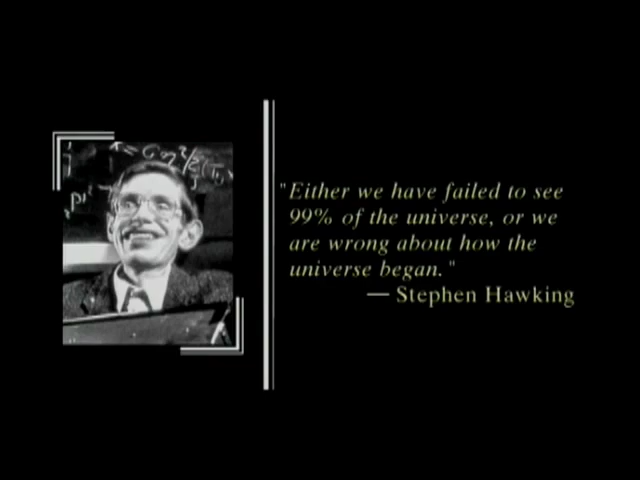 "Either we have failed to see
99% of the universe, or we
are wrong about how the
universe began."
— Stephen Hawking